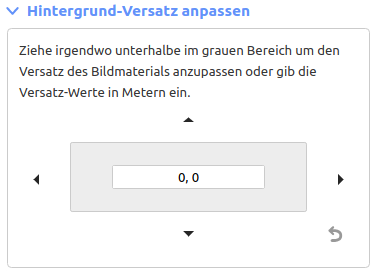 Hintergrund-Versatz anpassen
Ziehe irgendwo unterhalbe im grauen Bereich um den
Versatz des Bildmaterials anzupassen oder gib die
Versatz-Werte in Metern ein.
0, 0